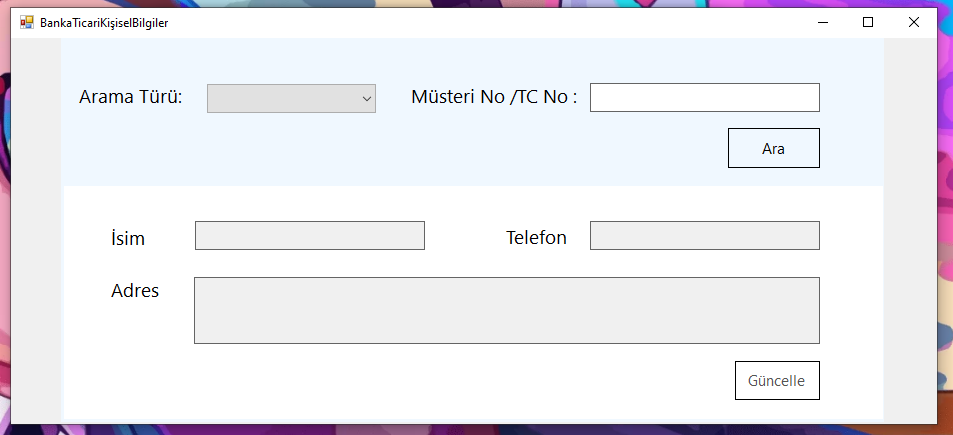 BankaTicariKişiselBilgiler
Arama Türü: Müsteri No /TC No :
Ara
İsim Telefon
Adres
Güncelle